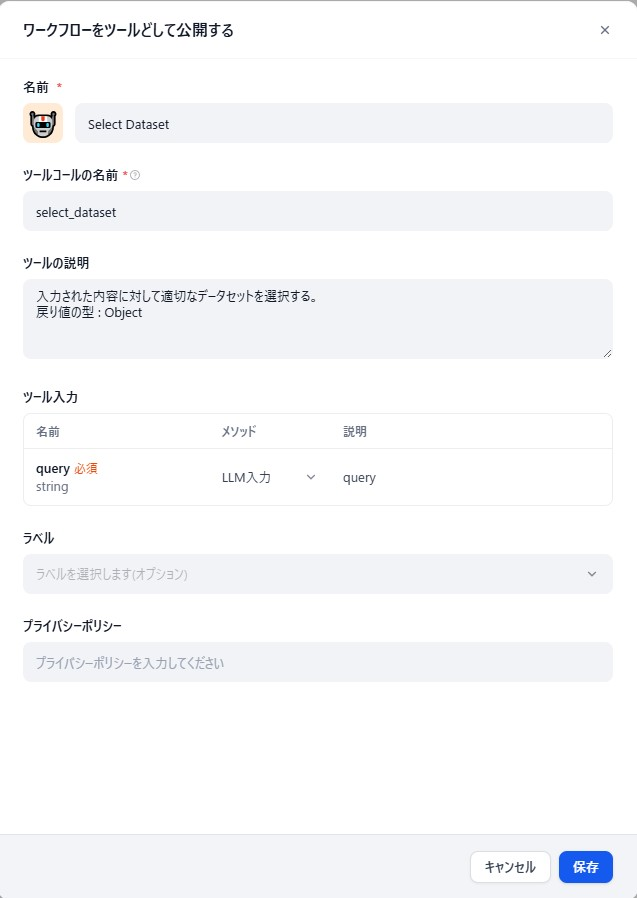 ワークフローをツールどして公開する
名前 *
Select Dataset
ツールコールの名前 *
select_dataset
ツールの説明
入力された内容に対して適切なデータセットを選択する。
戻り値の型 : Object
ツール入力
名前 メソッド 説明
query 必須
string
LLM入力
query
ラベル
ラベルを選択します(オプション)
プライバシーポリシー
プライバシーポリシーを入力してください
キャンセル 保存